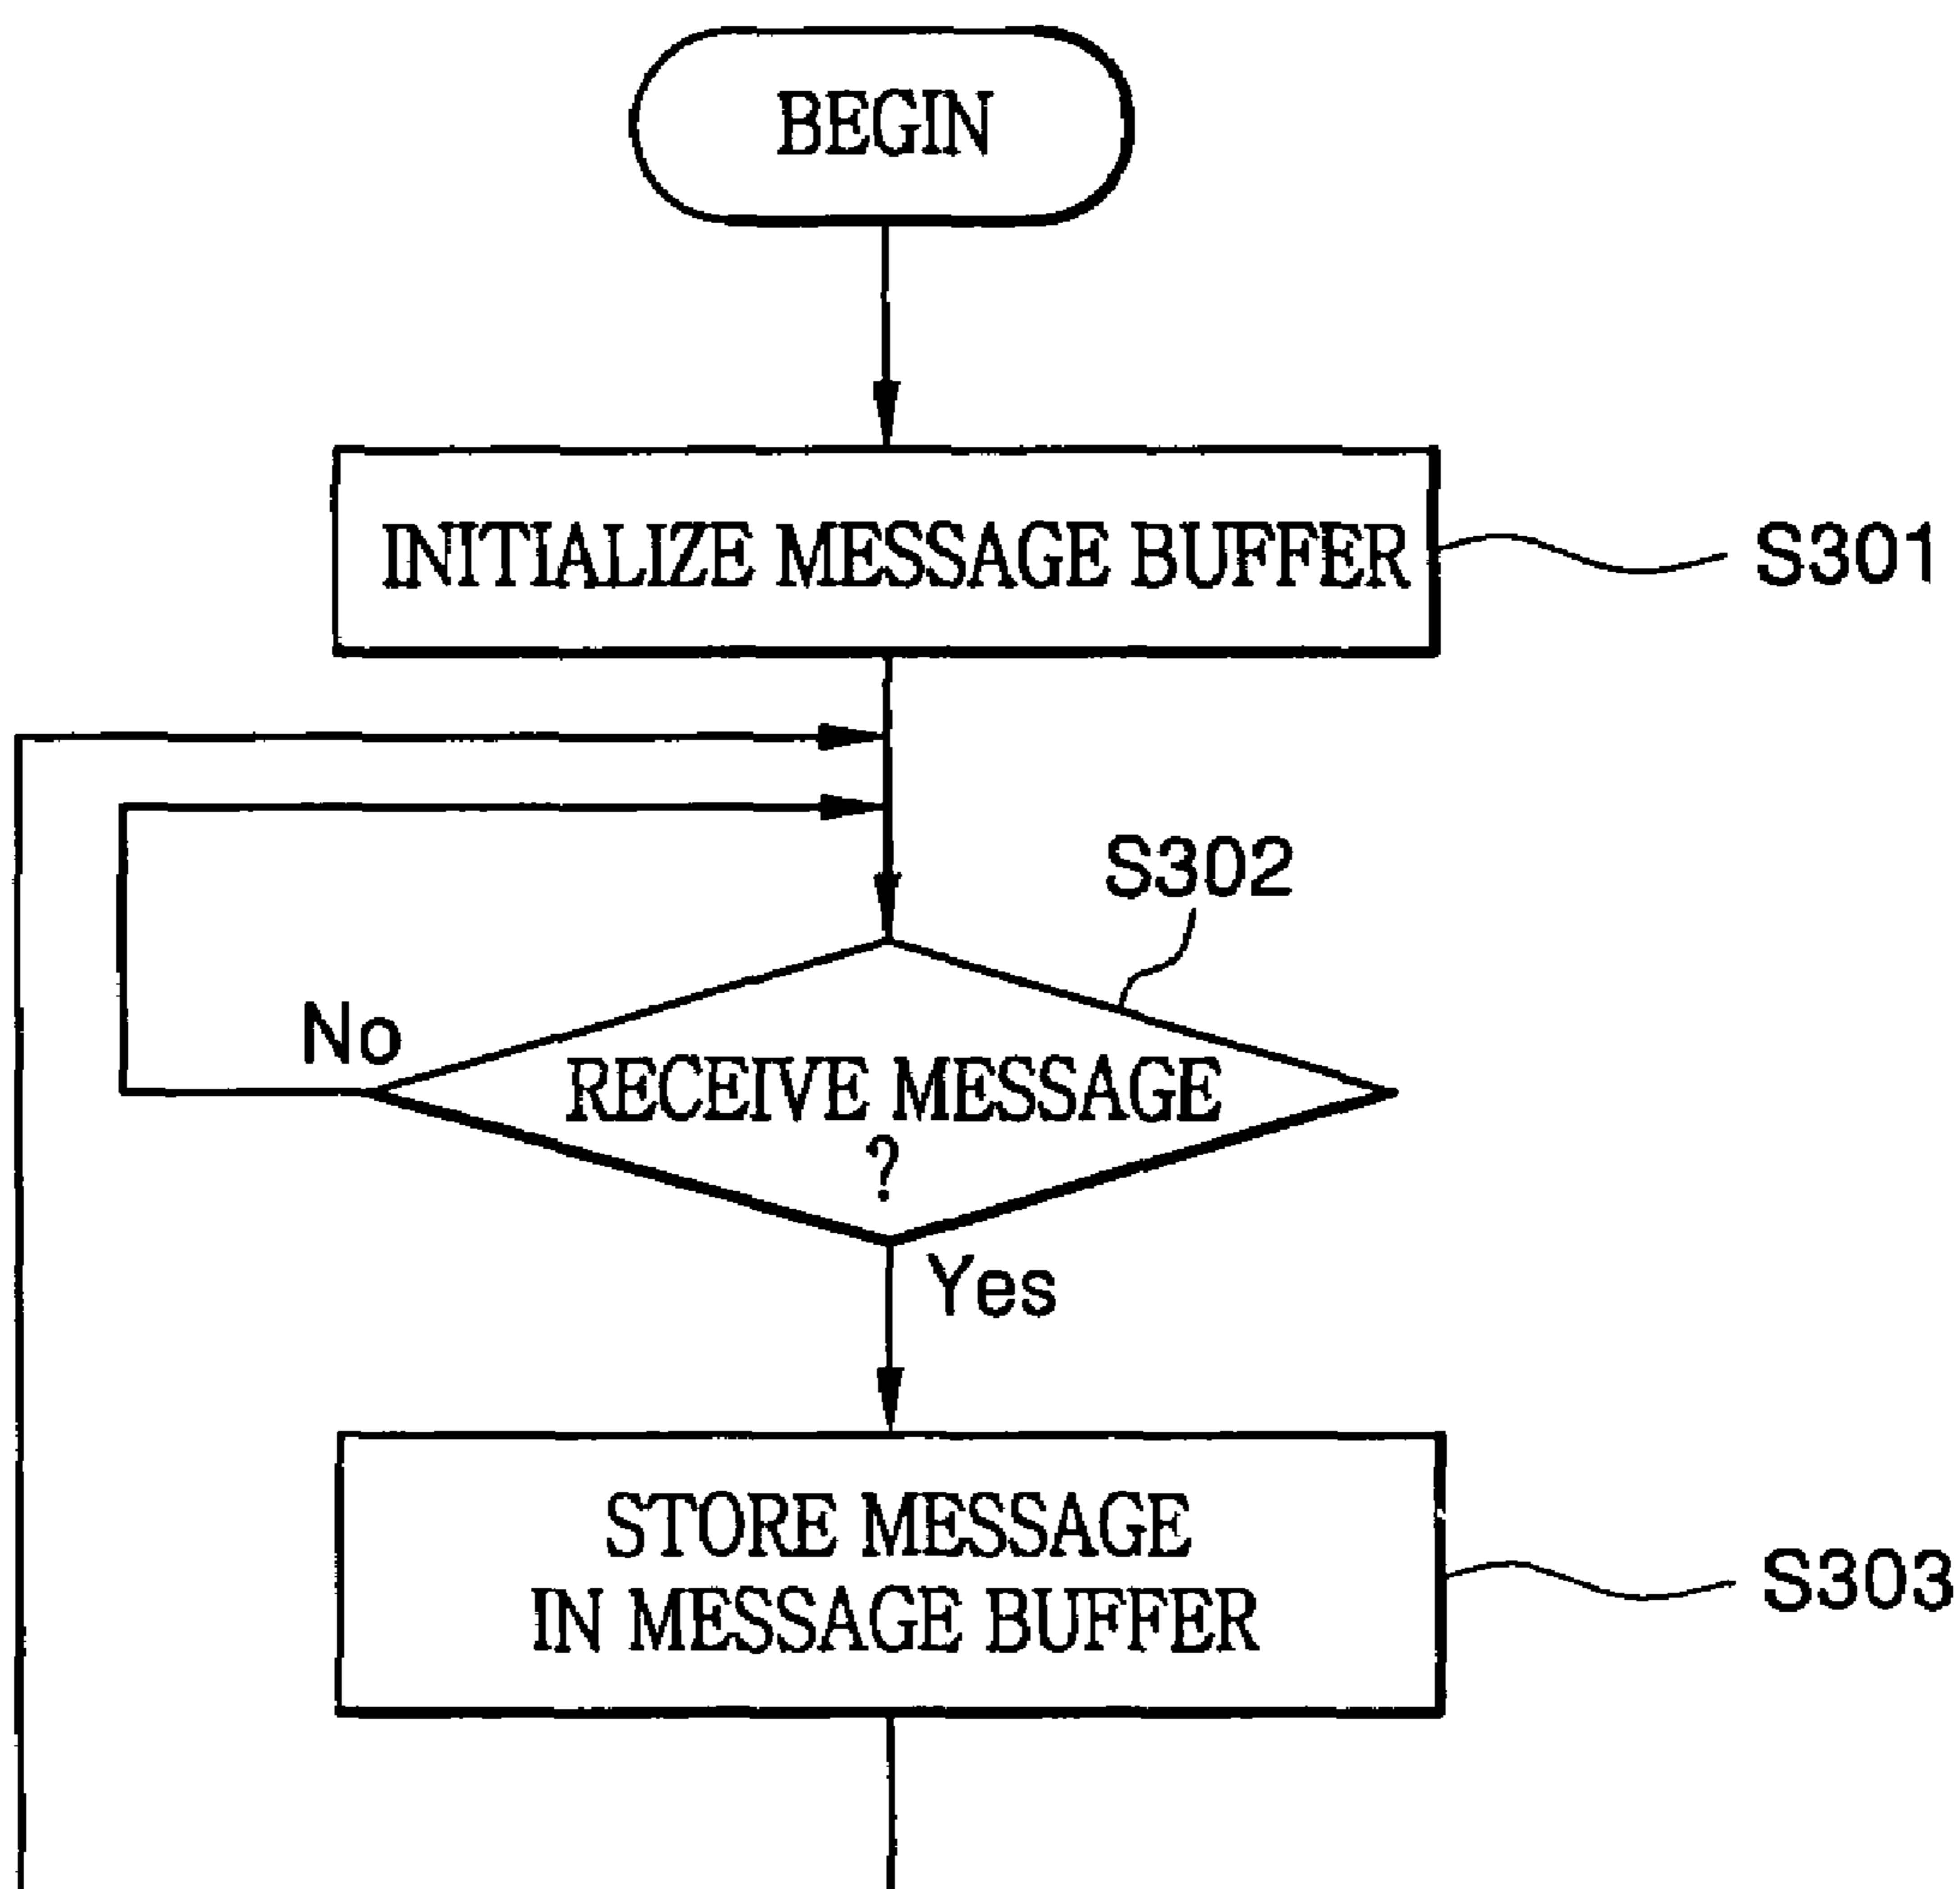 BEGIN
INITIALIZE MESSAGE BUFFER
S301
S302
No
RECEIVE MESSAGE
?
Yes
STORE MESSAGE
IN MESSAGE BUFFER
S303